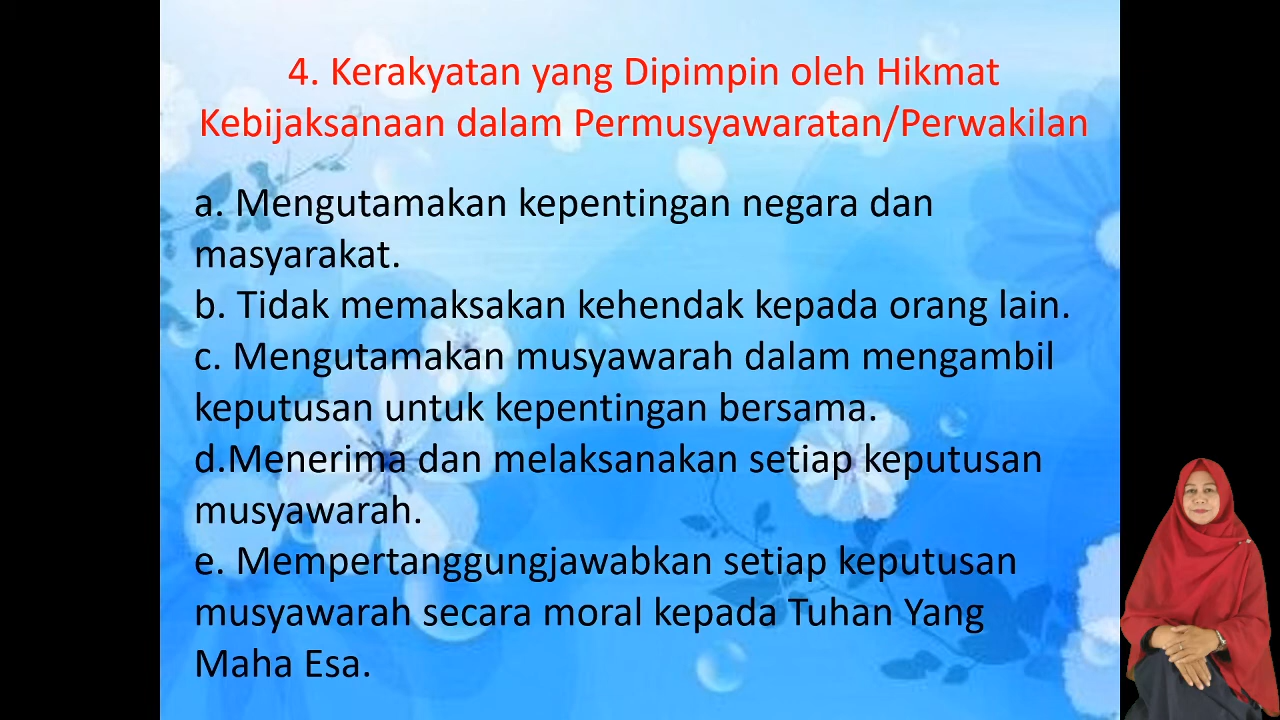 4. Kerakyatan yang Dipimpin oleh Hikmat
Kebijaksanaan dalam Permusyawaratan/Perwakilan
a. Mengutamakan kepentingan negara dan
masyarakat.
b. Tidak memaksakan kehendak kepada orang lain.
c. Mengutamakan musyawarah dalam mengambil
keputusan untuk kepentingan bersama.
d.Menerima dan melaksanakan setiap keputusan
musyawarah.
e. Mempertanggungjawabkan setiap keputusan
musyawarah secara moral kepada Tuhan Yang
Maha Esa.